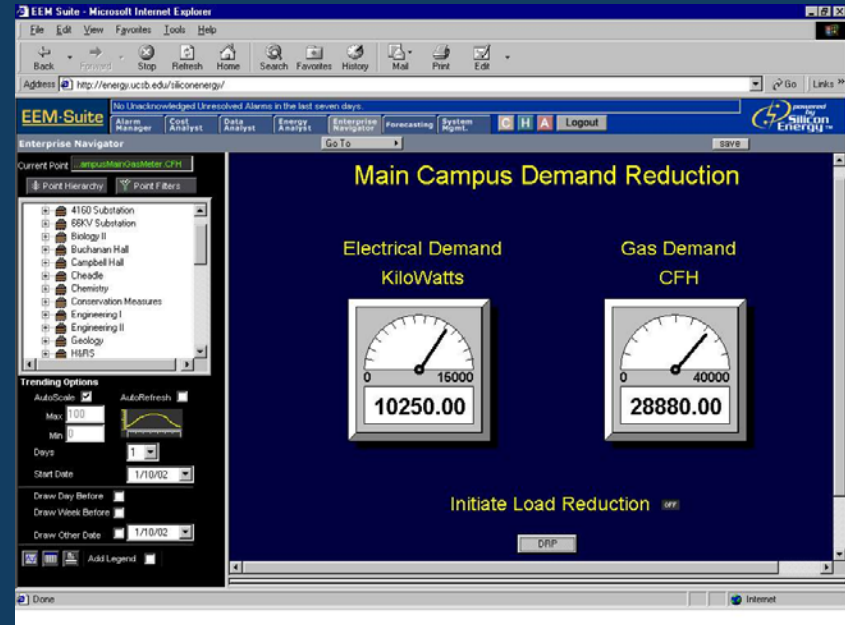 EEM Suite - Microsoft Internet Explorer
File Edit View Favorites Tools Help
Back Forward Stop Refresh Home Search Favorites History Mail Print Edit
Address http://energy.ucsb.edu/siliconenergy/ Go Links »
No Unacknowledged Unresolved Alarms in the last seven days.
EEM-Suite Alarm Manager Cost Analyst Data Analyst Energy Analyst Enterprise Navigator Forecasting System Mgmt. C H A Logout
powered by Silicon Energy™
Enterprise Navigator Go To save
Current Point ...ampusMainGasMeter.CFH
Point Hierarchy Point Filters
4160 Substation
66KV Substation
Biology II
Buchanan Hall
Campbell Hall
Cheadle
Chemistry
Conservation Measures
Engineering I
Engineering II
Geology
H&RS
Trending Options
AutoScale AutoRefresh
Max 100
Min 0
Days 1
Start Date 1/10/02
Draw Day Before
Draw Week Before
Draw Other Date 1/10/02
Add Legend
Main Campus Demand Reduction
Electrical Demand
KiloWatts
0 16000
10250.00
Gas Demand
CFH
0 40000
28880.00
Initiate Load Reduction OFF
DRP
Done Internet